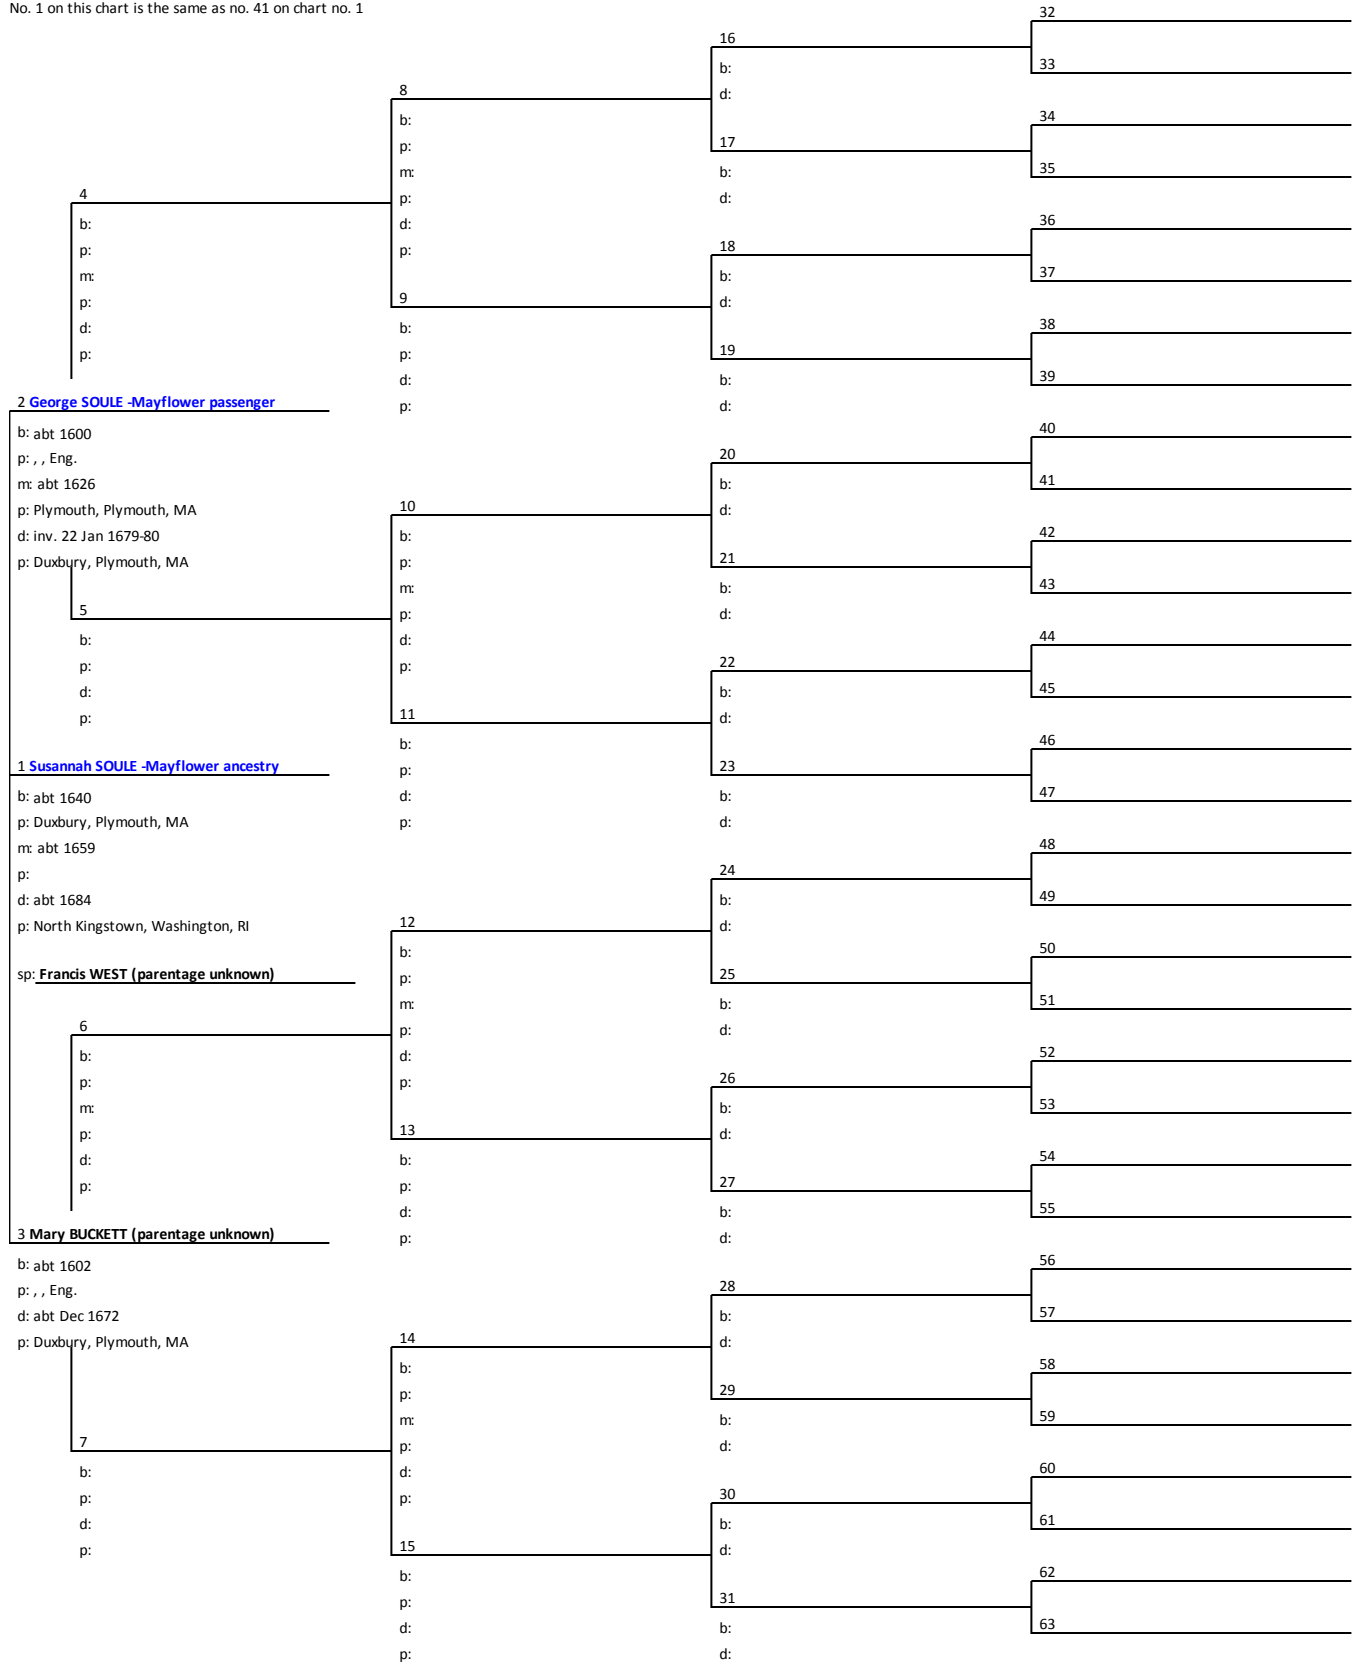 No. 1 on this chart is the same as no. 41 on chart no. 1
4
b:
p:
m:
p:
d:
p:
2 George SOULE -Mayflower passenger
b: abt 1600
p: , , Eng.
m: abt 1626
p: Plymouth, Plymouth, MA
d: inv. 22 Jan 1679-80
p: Duxbury, Plymouth, MA
5
b:
p:
d:
p:
1 Susannah SOULE -Mayflower ancestry
b: abt 1640
p: Duxbury, Plymouth, MA
m: abt 1659
p:
d: abt 1684
p: North Kingstown, Washington, RI
sp: Francis WEST (parentage unknown)
6
b:
p:
m:
p:
d:
p:
3 Mary BUCKETT (parentage unknown)
b: abt 1602
p: , , Eng.
d: abt Dec 1672
p: Duxbury, Plymouth, MA
7
b:
p:
d:
p:
8
b:
p:
m:
p:
d:
p:
9
b:
p:
d:
p:
10
b:
p:
m:
p:
d:
p:
11
b:
p:
d:
p:
12
b:
p:
m:
p:
d:
p:
13
b:
p:
d:
p:
14
b:
p:
m:
p:
d:
p:
15
b:
p:
d:
p:
16
b:
d:
17
b:
d:
18
b:
d:
19
b:
d:
20
b:
d:
21
b:
d:
22
b:
d:
23
b:
d:
24
b:
d:
25
b:
d:
26
b:
d:
27
b:
d:
28
b:
d:
29
b:
d:
30
b:
d:
31
b:
d:
32
33
34
35
36
37
38
39
40
41
42
43
44
45
46
47
48
49
50
51
52
53
54
55
56
57
58
59
60
61
62
63